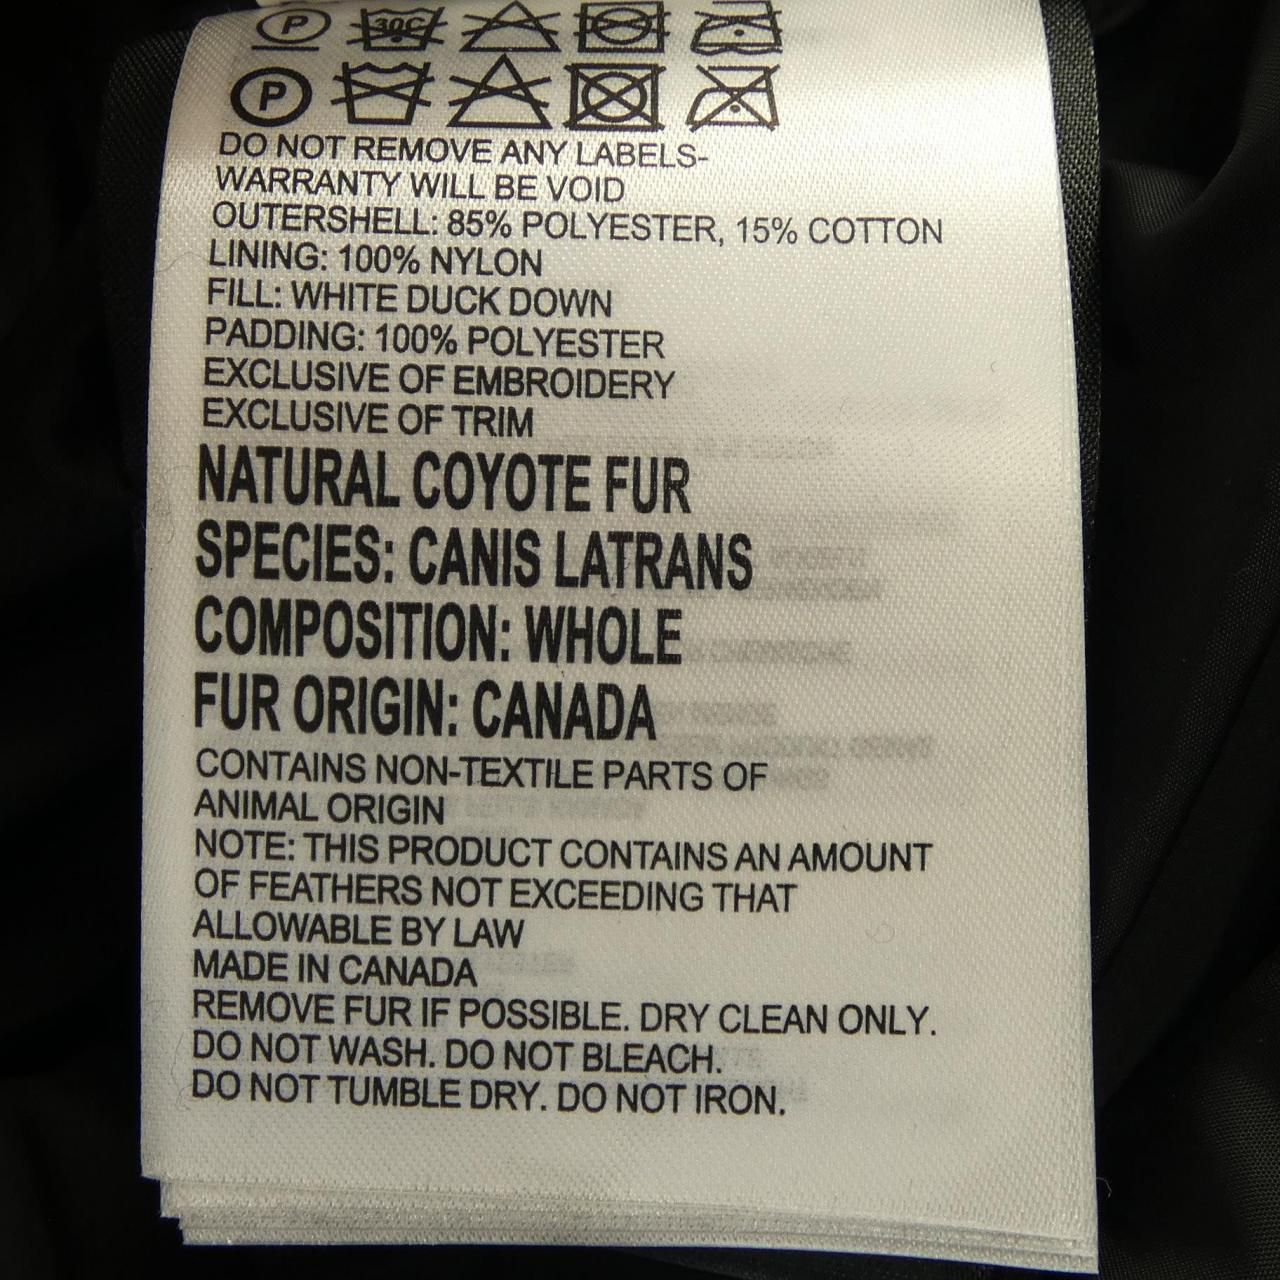 P
30C
P
DO NOT REMOVE ANY LABELS-
WARRANTY WILL BE VOID
OUTERSHELL: 85% POLYESTER, 15% COTTON
LINING: 100% NYLON
FILL: WHITE DUCK DOWN
PADDING: 100% POLYESTER
EXCLUSIVE OF EMBROIDERY
EXCLUSIVE OF TRIM
NATURAL COYOTE FUR
SPECIES: CANIS LATRANS
COMPOSITION: WHOLE
FUR ORIGIN: CANADA
CONTAINS NON-TEXTILE PARTS OF
ANIMAL ORIGIN
NOTE: THIS PRODUCT CONTAINS AN AMOUNT
OF FEATHERS NOT EXCEEDING THAT
ALLOWABLE BY LAW
MADE IN CANADA
REMOVE FUR IF POSSIBLE. DRY CLEAN ONLY.
DO NOT WASH. DO NOT BLEACH.
DO NOT TUMBLE DRY. DO NOT IRON.